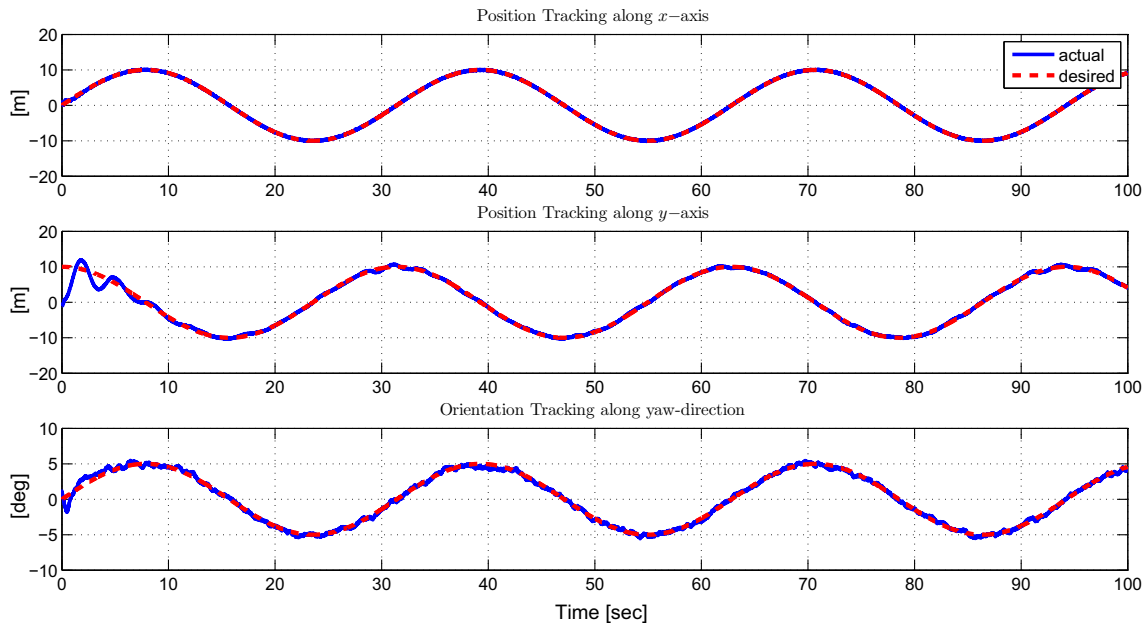 Position Tracking along x−axis
20
10
0
−10
−20
[m]
0 10 20 30 40 50 60 70 80 90 100
actual
desired
Position Tracking along y−axis
20
10
0
−10
−20
[m]
0 10 20 30 40 50 60 70 80 90 100
Orientation Tracking along yaw-direction
10
5
0
−5
−10
[deg]
0 10 20 30 40 50 60 70 80 90 100
Time [sec]